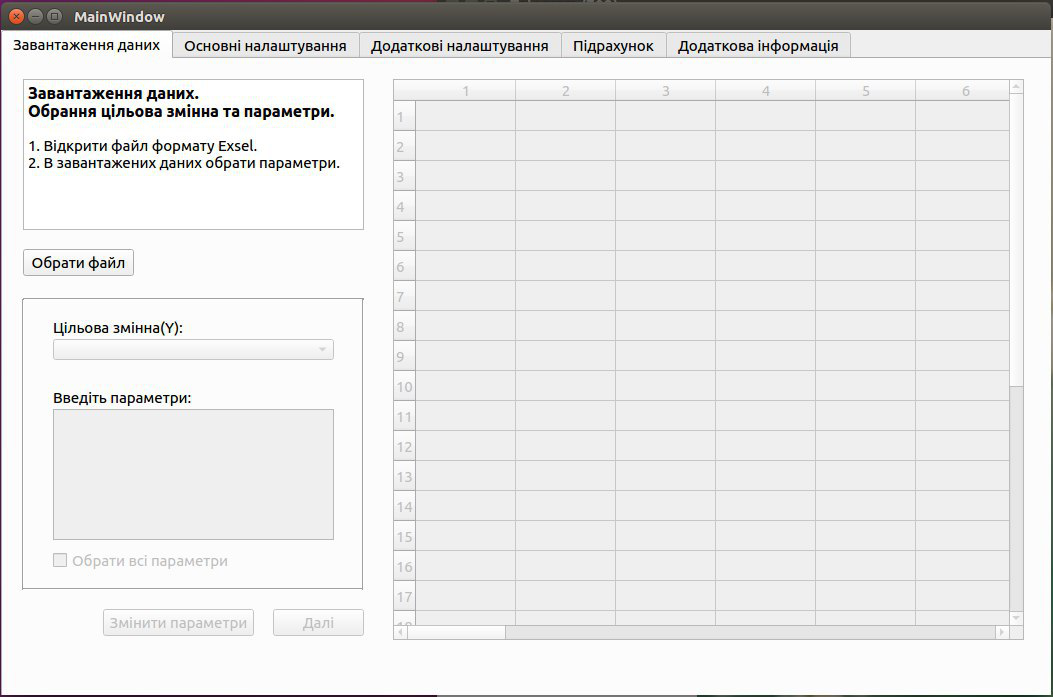 MainWindow
Завантаження даних Основні налаштування Додаткові налаштування Підрахунок Додаткова інформація
Завантаження даних.
Обрання цільова змінна та параметри.
1. Відкрити файл формату Exsel.
2. В завантажених даних обрати параметри.
Обрати файл
Цільова змінна(Y):
Введіть параметри:
Обрати всі параметри
Змінити параметри Далі
1 2 3 4 5 6
1
2
3
4
5
6
7
8
9
10
11
12
13
14
15
16
17